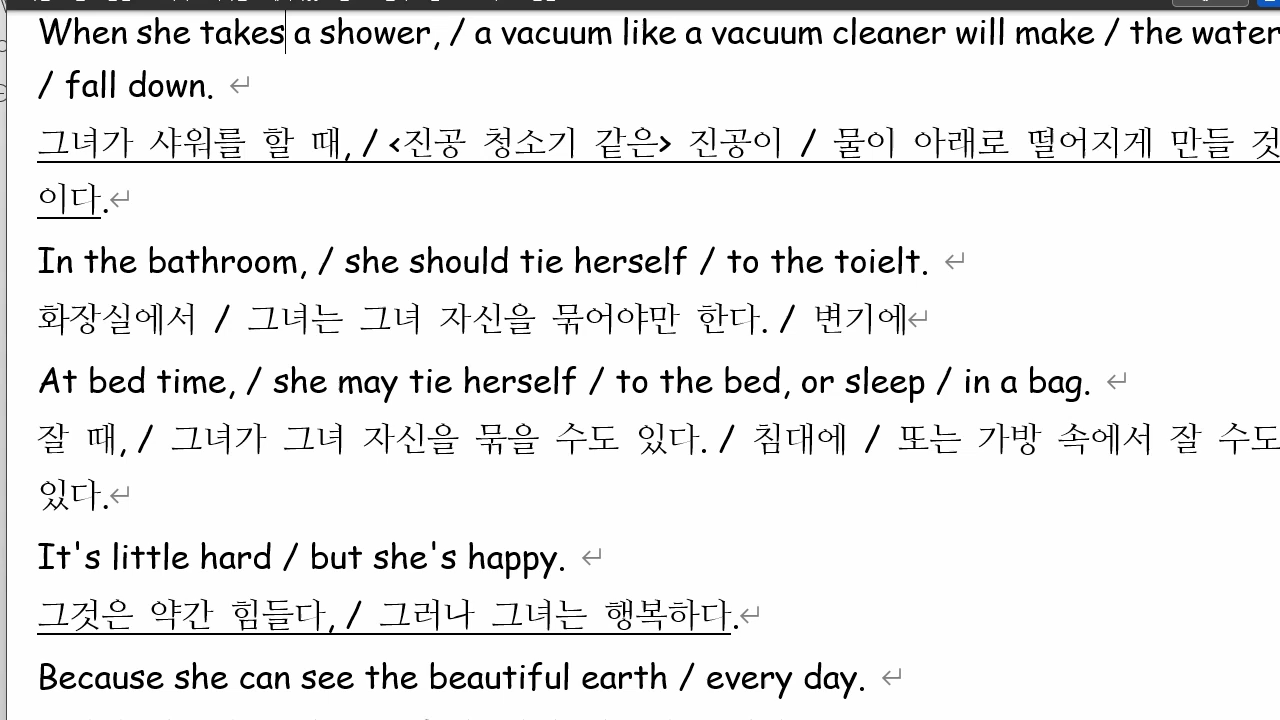 When she takes a shower, / a vacuum like a vacuum cleaner will make / the water
/ fall down.
그녀가 샤워를 할 때, / <진공 청소기 같은> 진공이 / 물이 아래로 떨어지게 만들 것
이다.
In the bathroom, / she should tie herself / to the toielt.
화장실에서 / 그녀는 그녀 자신을 묶어야만 한다. / 변기에
At bed time, / she may tie herself / to the bed, or sleep / in a bag.
잘 때, / 그녀가 그녀 자신을 묶을 수도 있다. / 침대에 / 또는 가방 속에서 잘 수도
있다.
It's little hard / but she's happy.
그것은 약간 힘들다, / 그러나 그녀는 행복하다.
Because she can see the beautiful earth / every day.